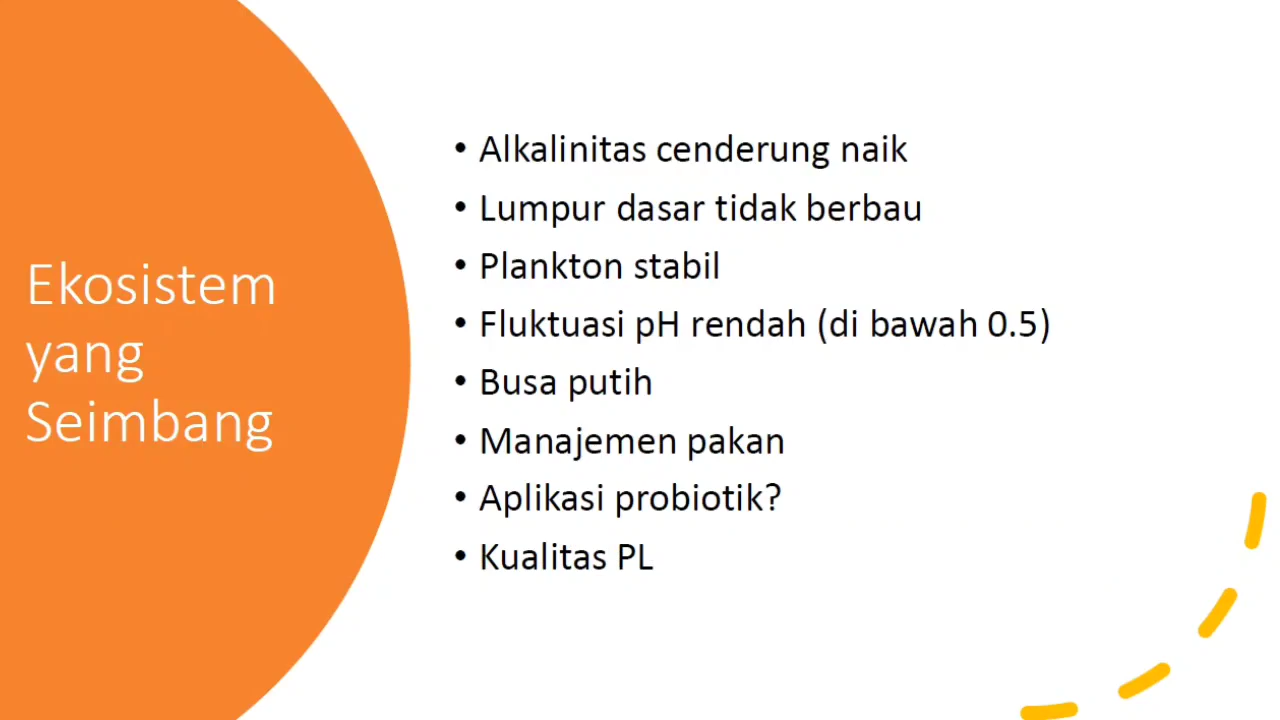 Ekosistem
yang
Seimbang
• Alkalinitas cenderung naik
• Lumpur dasar tidak berbau
• Plankton stabil
• Fluktuasi pH rendah (di bawah 0.5)
• Busa putih
• Manajemen pakan
• Aplikasi probiotik?
• Kualitas PL